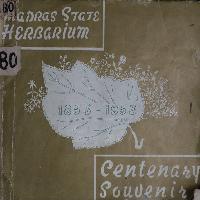 80
MADRAS STATE
HERBARIUM
80
1853 - 1953
Centenary
Souvenir